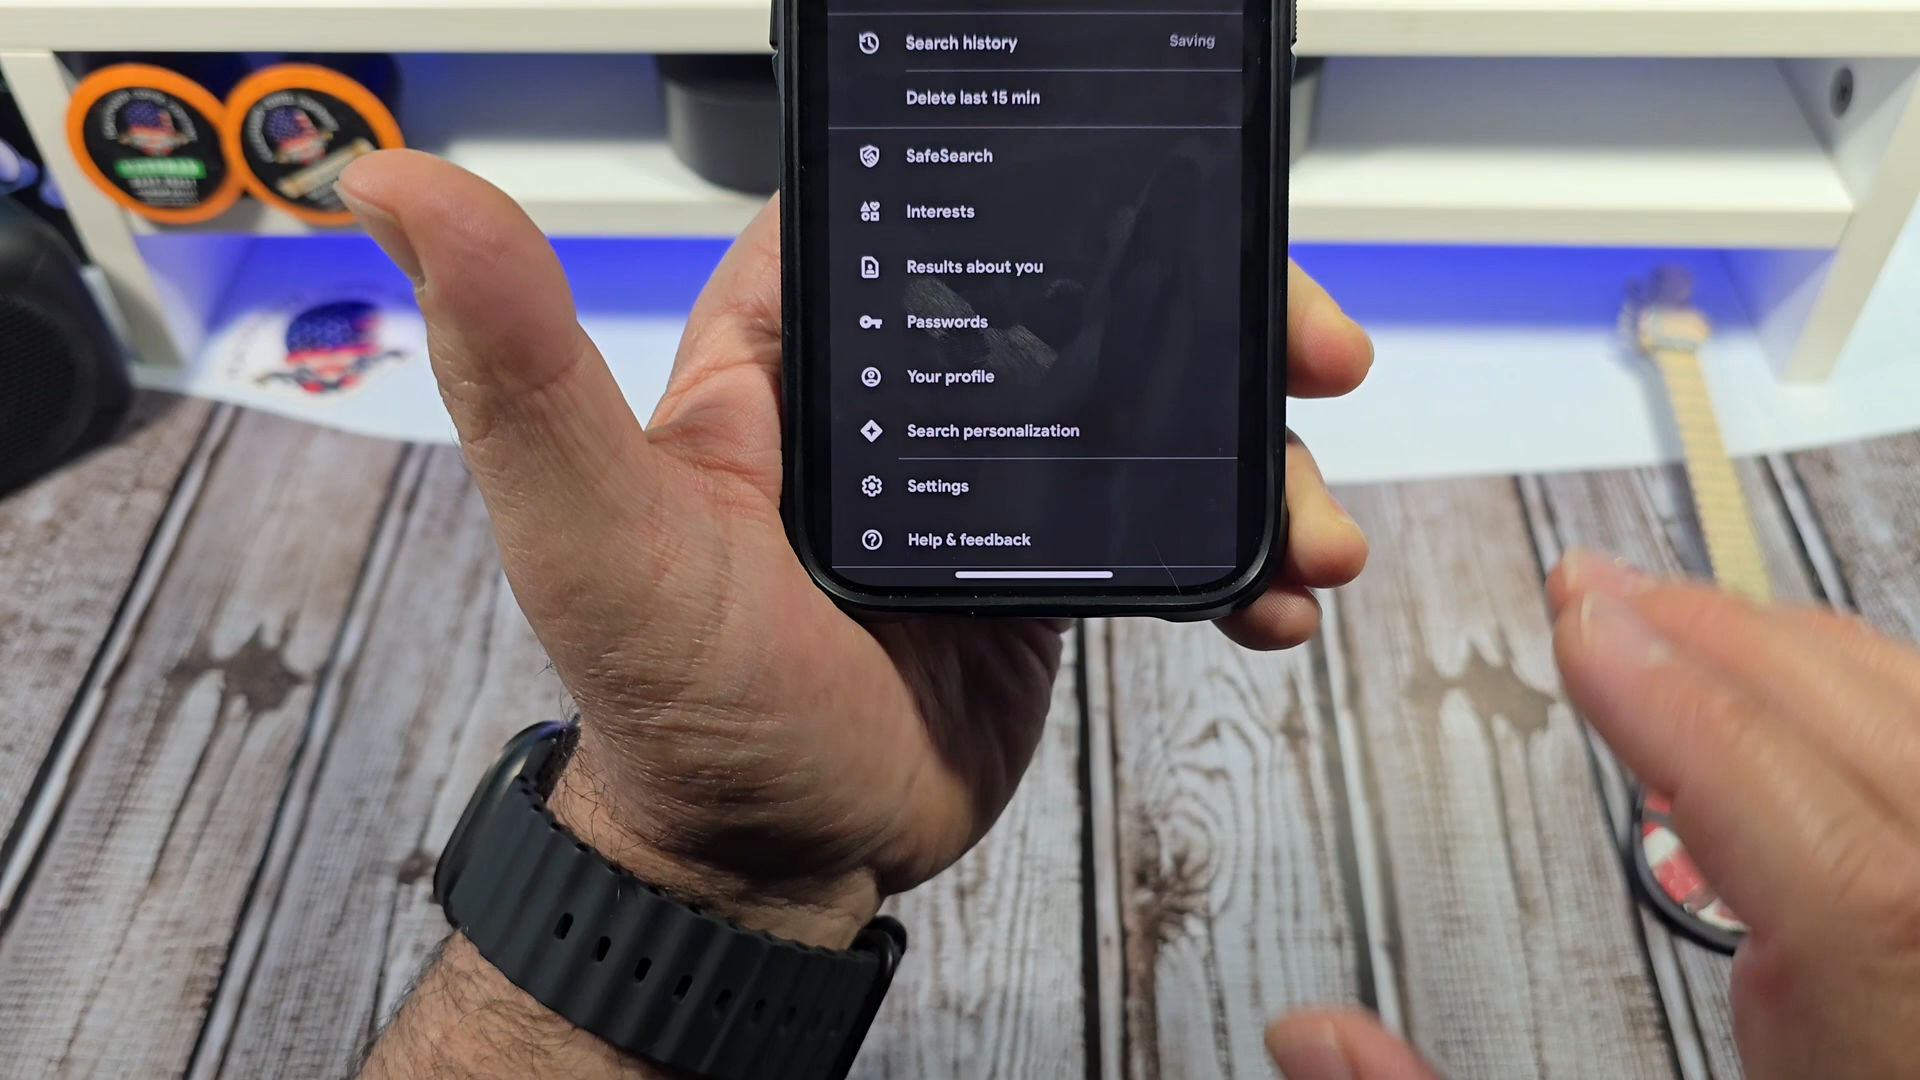 Search history
Saving
Delete last 15 min
SafeSearch
Interests
Results about you
Passwords
Your profile
Search personalization
Settings
Help & feedback